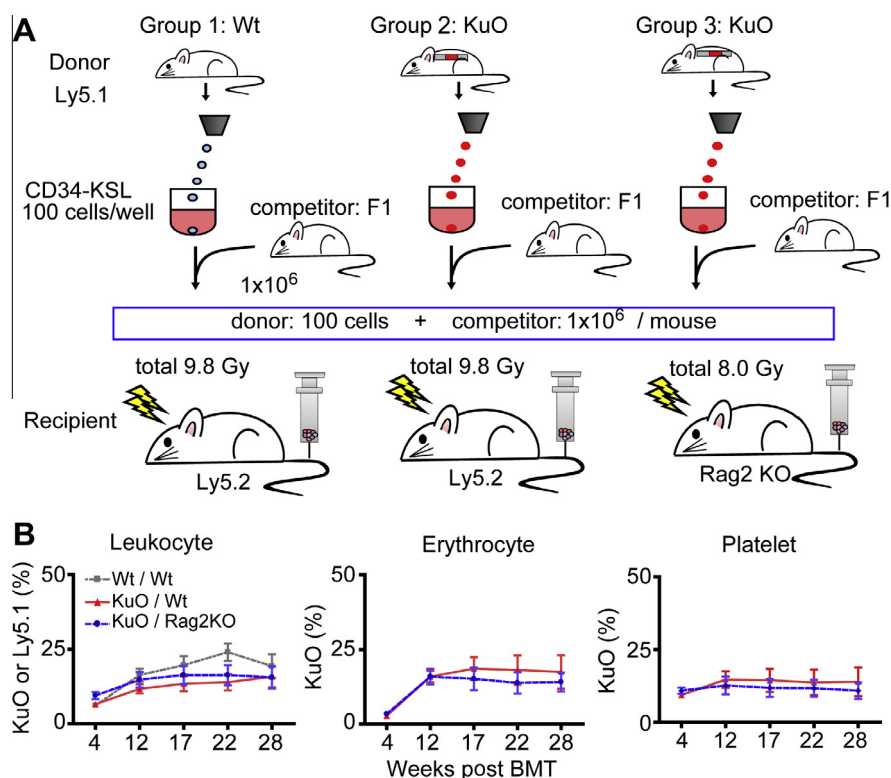 A
Group 1: Wt
Group 2: KuO
Group 3: KuO
Donor
Ly5.1
CD34-KSL
100 cells/well
competitor: F1
competitor: F1
competitor: F1
1x10⁶
donor: 100 cells + competitor: 1x10⁶ / mouse
total 9.8 Gy
total 9.8 Gy
total 8.0 Gy
Recipient
Ly5.2
Ly5.2
Rag2 KO
B
Leukocyte
Erythrocyte
Platelet
KuO or Ly5.1 (%)
50
25
0
Wt / Wt
KuO / Wt
KuO / Rag2KO
4 12 17 22 28
KuO (%)
50
25
0
4 12 17 22 28
KuO (%)
50
25
0
4 12 17 22 28
Weeks post BMT